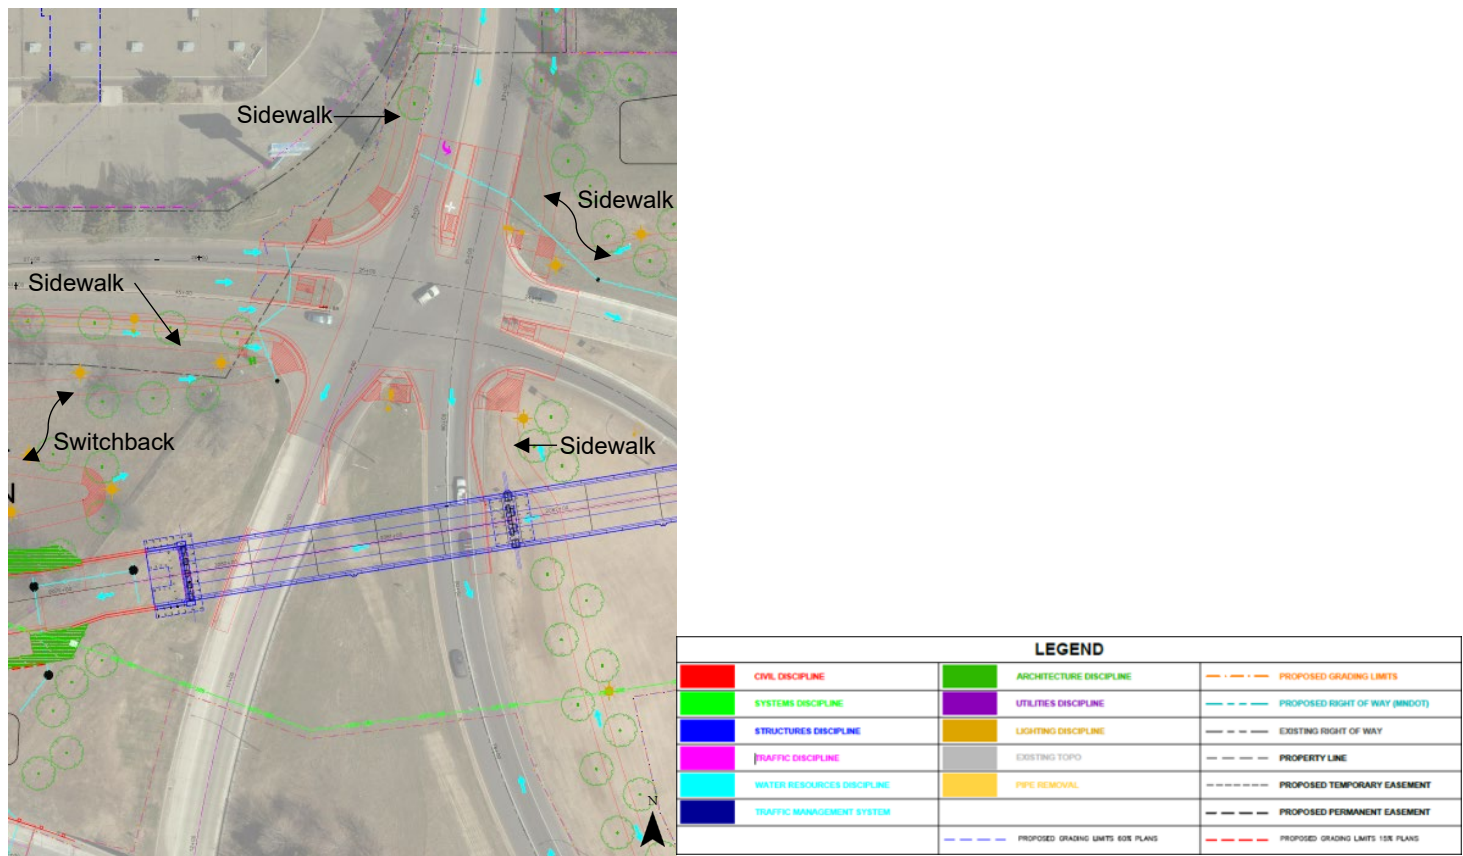 Sidewalk
Sidewalk
Sidewalk
Switchback
Sidewalk
N
N
LEGEND
CIVIL DISCIPLINE
ARCHITECTURE DISCIPLINE
PROPOSED GRADING LIMITS
SYSTEMS DISCIPLINE
UTILITIES DISCIPLINE
PROPOSED RIGHT OF WAY (MNDOT)
STRUCTURES DISCIPLINE
LIGHTING DISCIPLINE
EXISTING RIGHT OF WAY
TRAFFIC DISCIPLINE
EXISTING TOPO
PROPERTY LINE
WATER RESOURCES DISCIPLINE
PIPE REMOVAL
PROPOSED TEMPORARY EASEMENT
TRAFFIC MANAGEMENT SYSTEM
PROPOSED PERMANENT EASEMENT
PROPOSED GRADING LIMITS 60% PLANS
PROPOSED GRADING LIMITS 15% PLANS